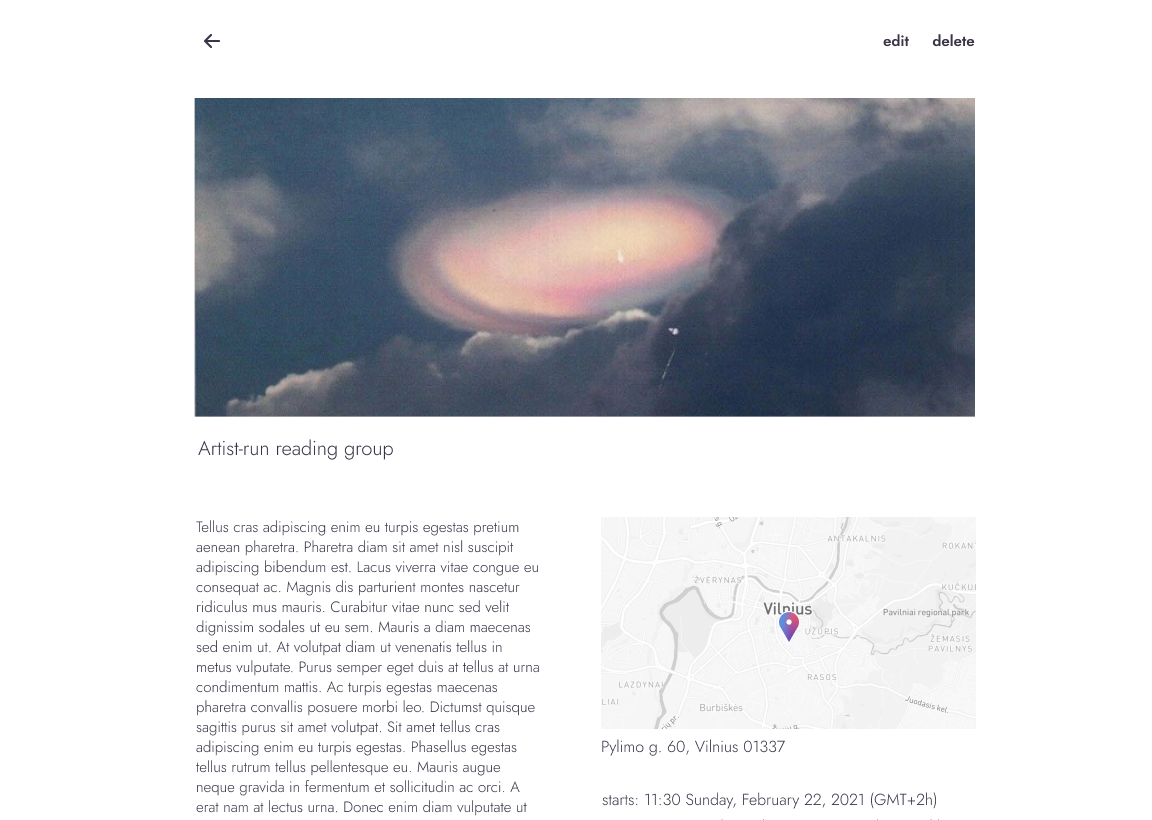 edit delete
Artist-run reading group
Tellus cras adipiscing enim eu turpis egestas pretium
aenean pharetra. Pharetra diam sit amet nisl suscipit
adipiscing bibendum est. Lacus viverra vitae congue eu
consequat ac. Magnis dis parturient montes nascetur
ridiculus mus mauris. Curabitur vitae nunc sed velit
dignissim sodales ut eu sem. Mauris a diam maecenas
sed enim ut. At volutpat diam ut venenatis tellus in
metus vulputate. Purus semper eget duis at tellus at urna
condimentum mattis. Ac turpis egestas maecenas
pharetra convallis posuere morbi leo. Dictumst quisque
sagittis purus sit amet volutpat. Sit amet tellus cras
adipiscing enim eu turpis egestas. Phasellus egestas
tellus rutrum tellus pellentesque eu. Mauris augue
neque gravida in fermentum et sollicitudin ac orci. A
erat nam at lectus urna. Donec enim diam vulputate ut
ANTAKALNIS
ROKAN
ŽVERYNAS
KUČKU
Vilnius
Pavilniai regional park
UŽUPIS
ŽEMASIS
PAVILNYS
RASOS
LAZDYNAI
LIAI
Burbiškės
Juodasis kel.
Pylimo g. 60, Vilnius 01337
starts: 11:30 Sunday, February 22, 2021 (GMT+2h)